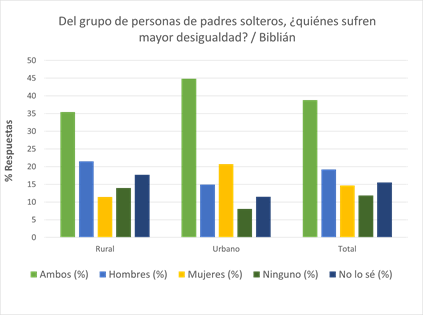 Del grupo de personas de padres solteros, ¿quiénes sufren
mayor desigualdad? / Biblián
% Respuestas
50
45
40
35
30
25
20
15
10
5
0
Rural Urbano Total
Ambos (%) Hombres (%) Mujeres (%) Ninguno (%) No lo sé (%)